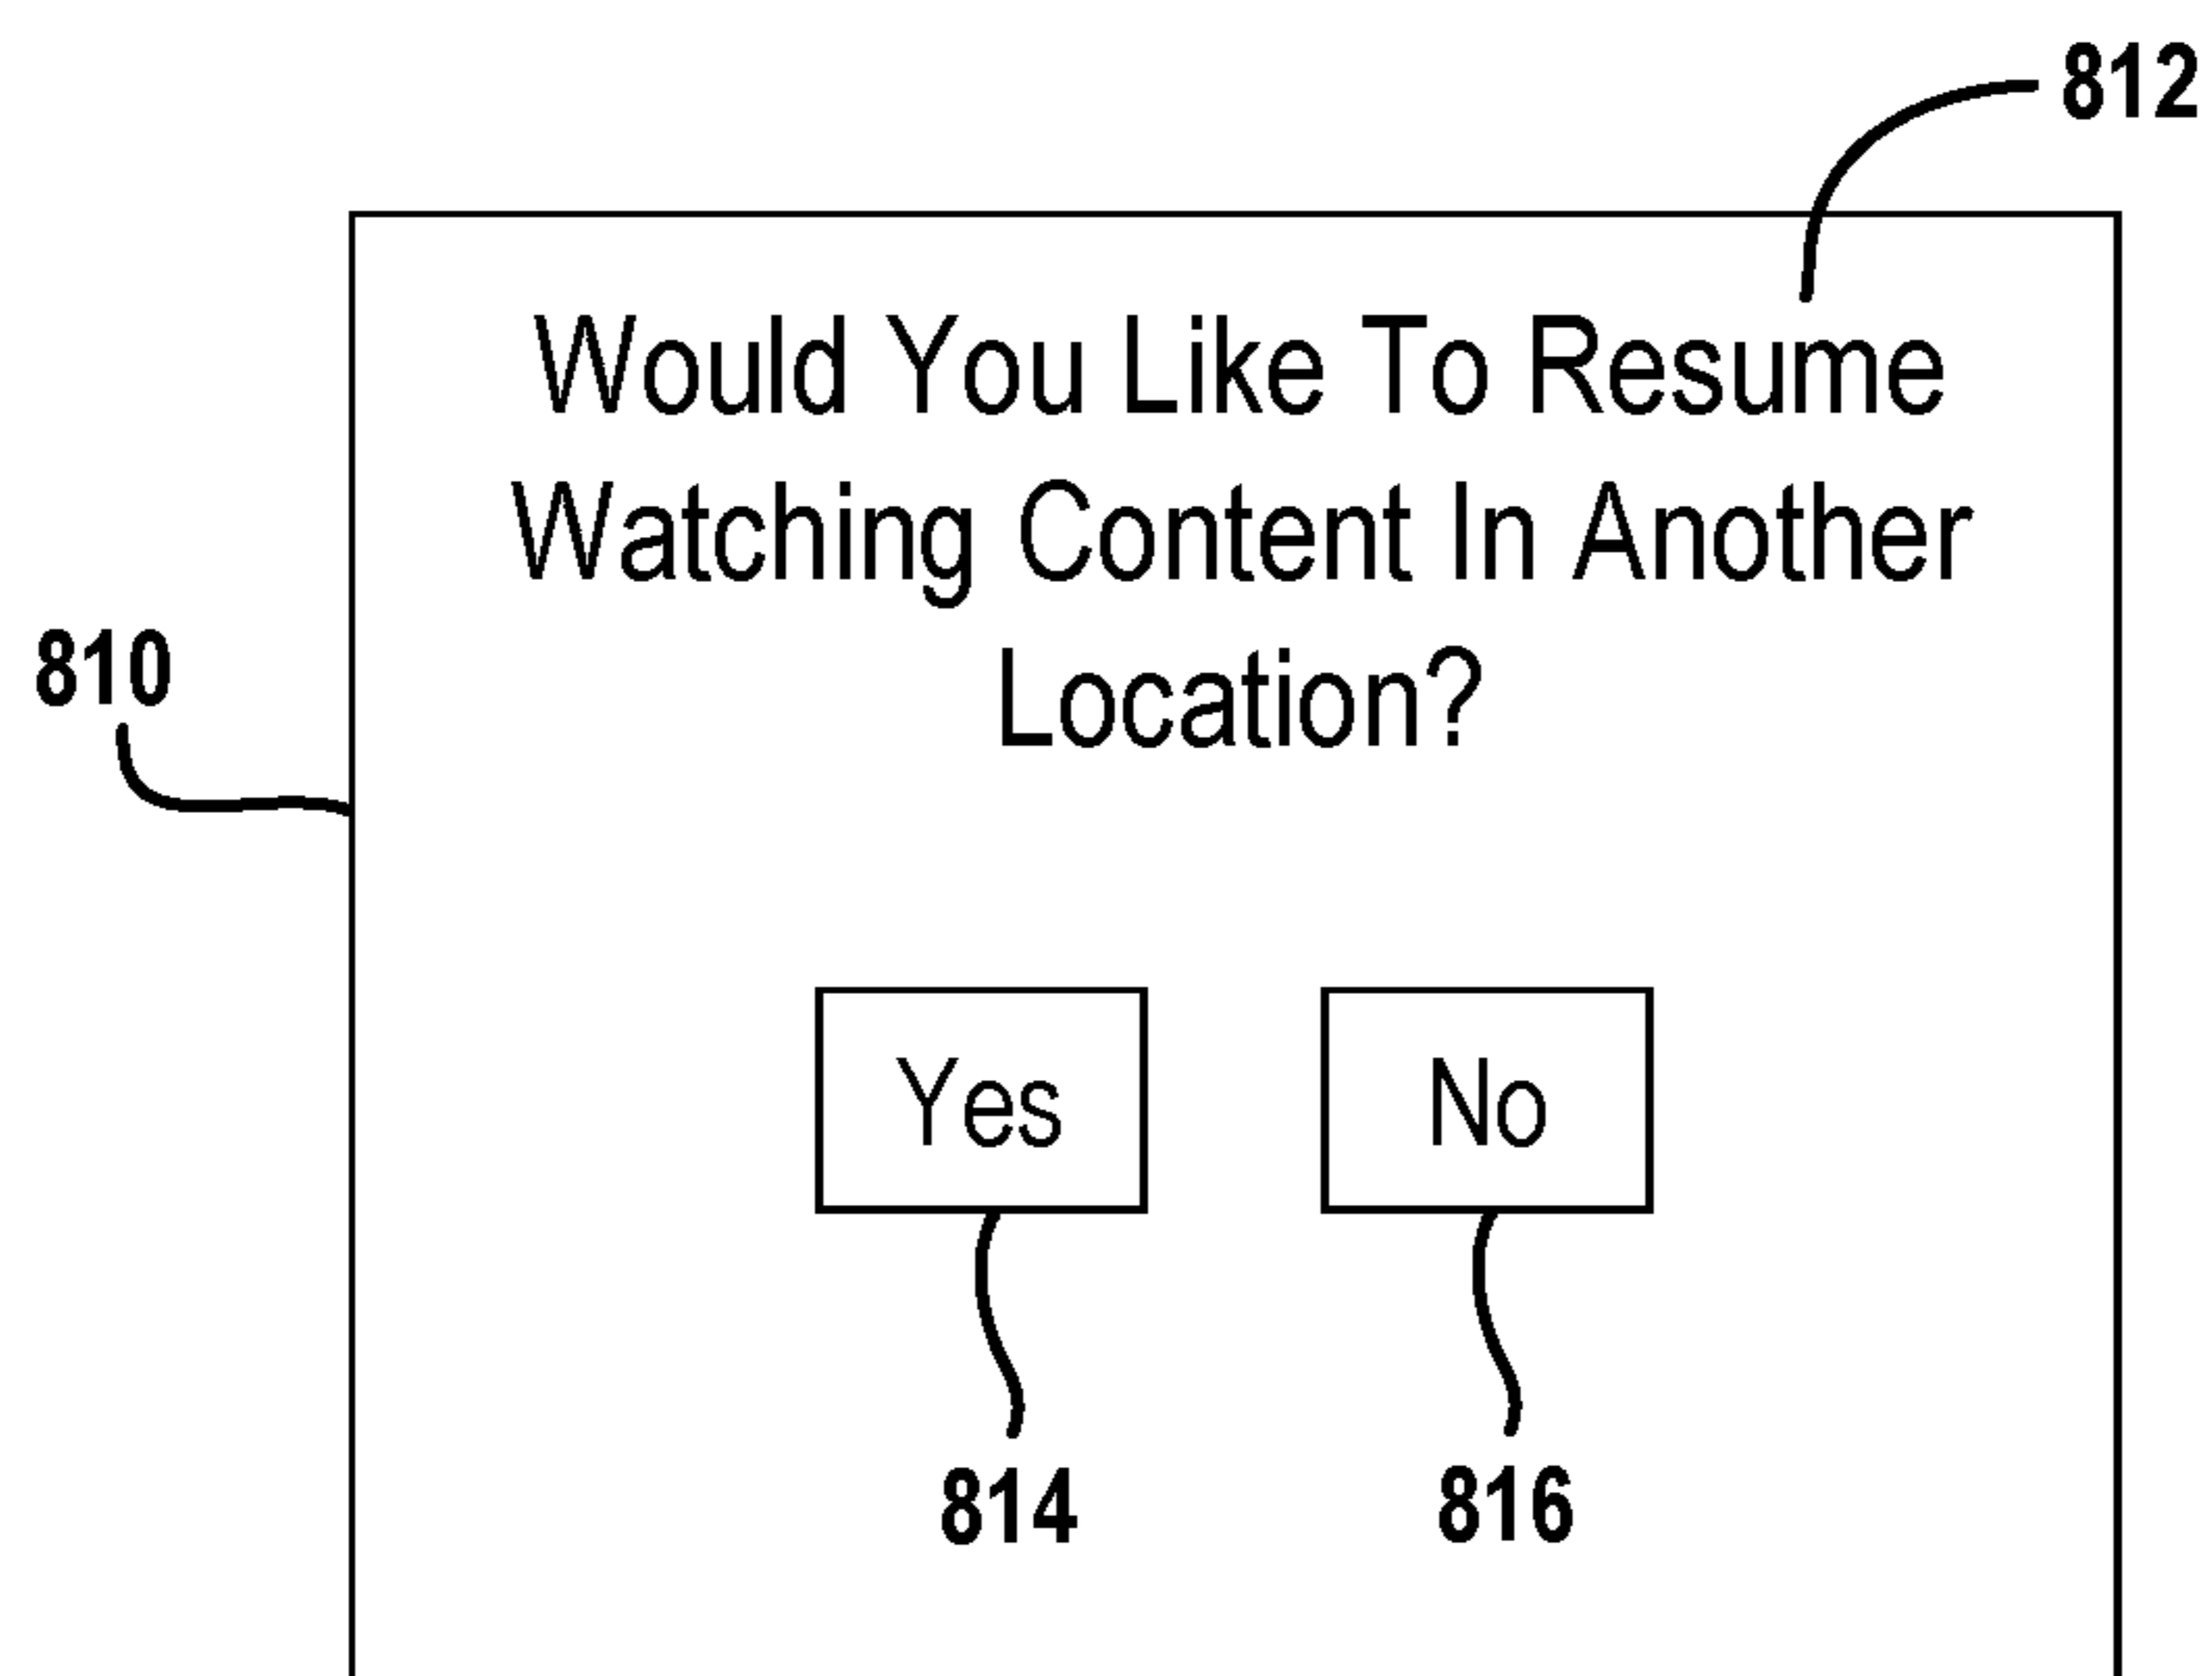 812
Would You Like To Resume
Watching Content In Another
Location?
810
Yes No
814 816